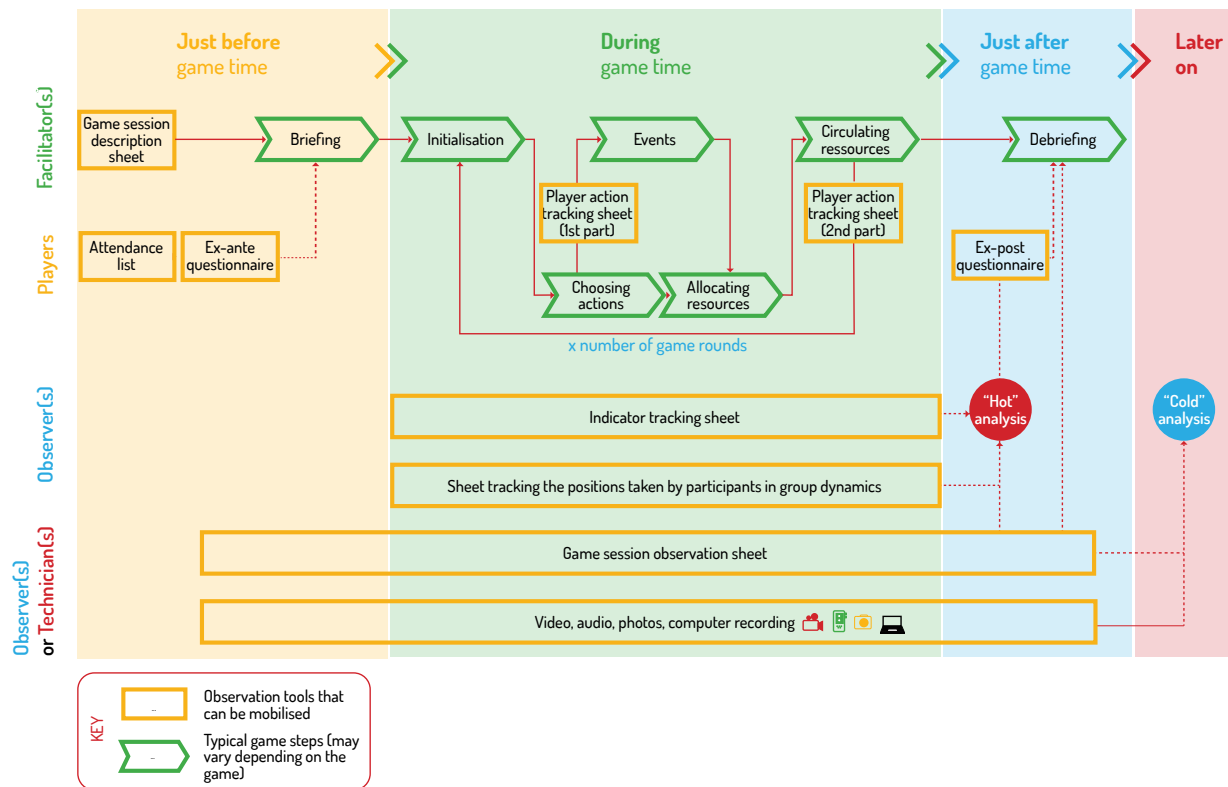 Just before
game time
During
game time
Just after
game time
Later
on
Facilitator(s)
Game session
description
sheet
Briefing
Initialisation
Events
Circulating
ressources
Debriefing
Player action
tracking sheet
(1st part)
Player action
tracking sheet
(2nd part)
Players
Attendance
list
Ex-ante
questionnaire
Ex-post
questionnaire
Choosing
actions
Allocating
resources
x number of game rounds
Observer(s)
Indicator tracking sheet
"Hot"
analysis
"Cold"
analysis
Sheet tracking the positions taken by participants in group dynamics
Observer(s)
or Technician(s)
Game session observation sheet
Video, audio, photos, computer recording
KEY
..
Observation tools that
can be mobilised
..
Typical game steps (may
vary depending on the
game)